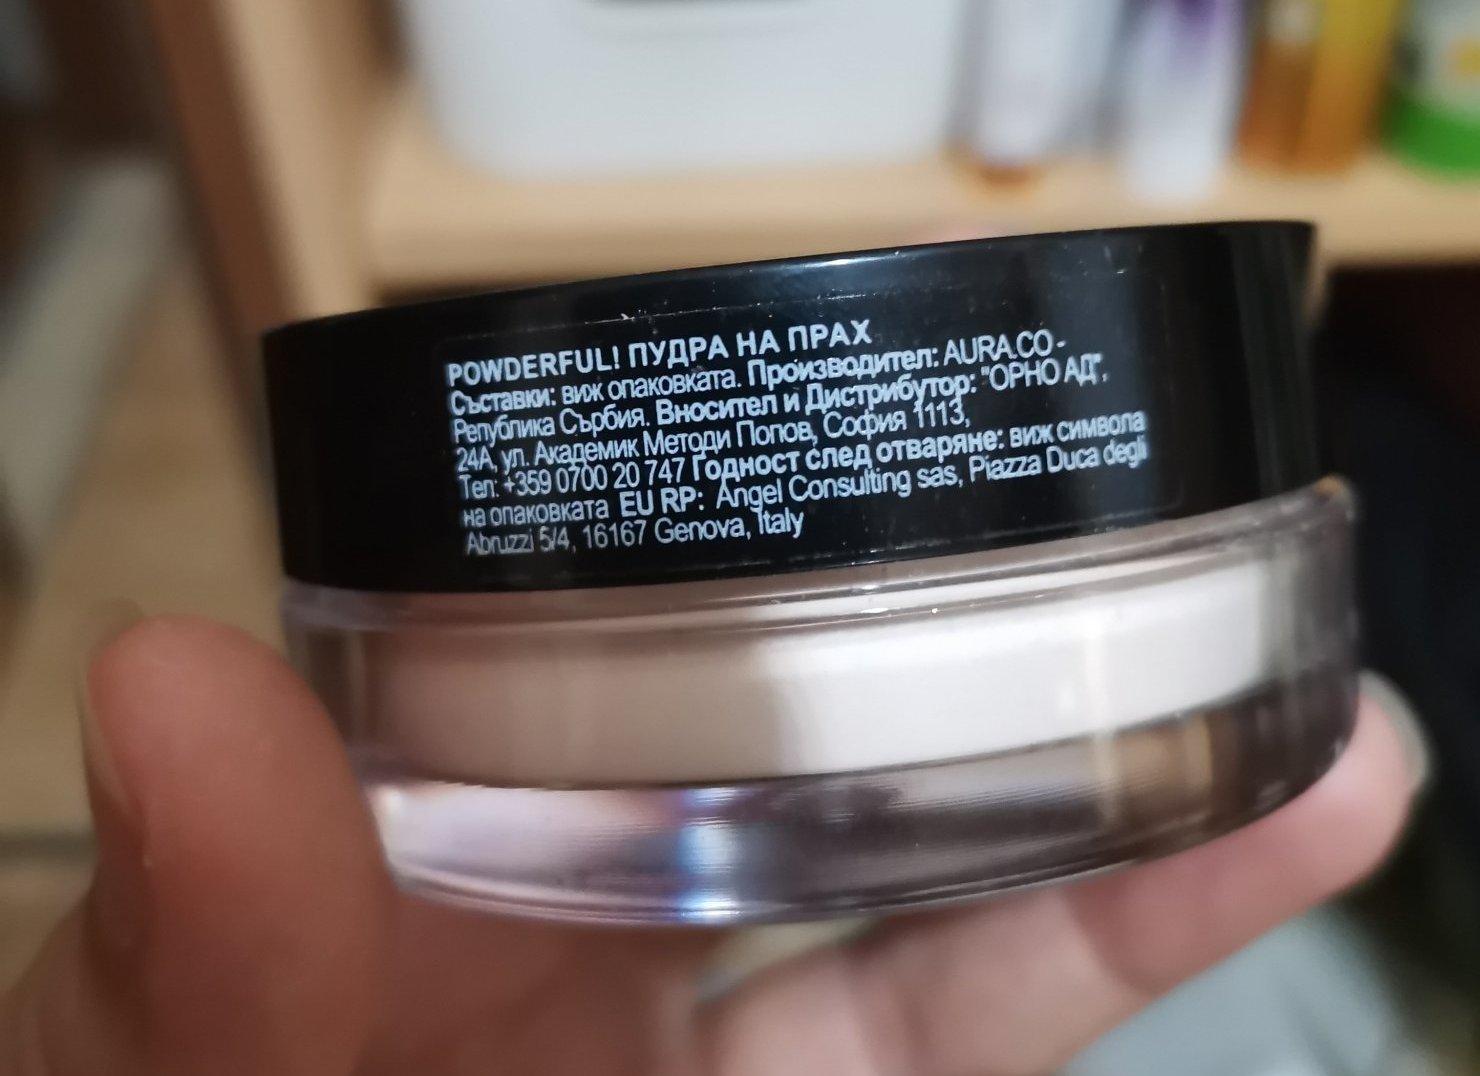 POWDERFUL! ПУДРА НА ПРАХ
Съставки: виж опаковката. Производител: AURA.CO -
Република Сърбия. Вносител и Дистрибутор: "ОРНО АД",
24А, ул. Академик Методи Попов, София 1113,
Тел: +359 0700 20 747 Годност след отваряне: виж символа
на опаковката EU RP: Angel Consulting sas, Piazza Duca degli
Abruzzi 5/4, 16167 Genova, Italy